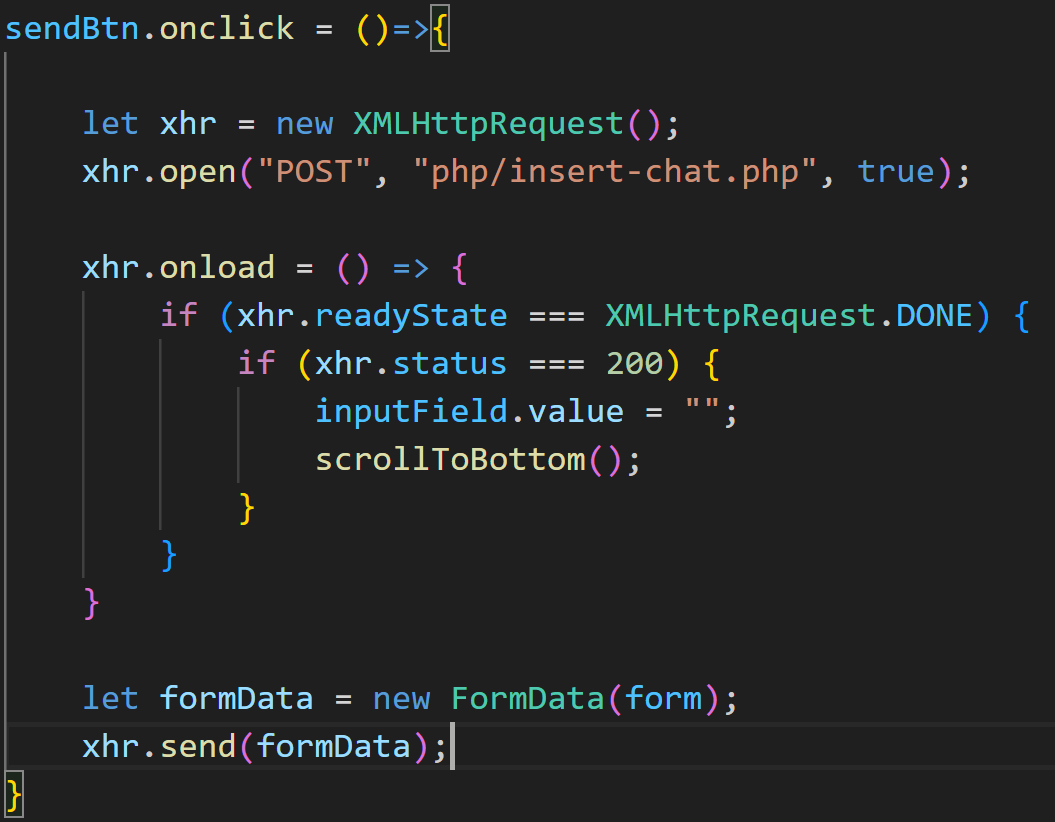 sendBtn.onclick = ()=>{
let xhr = new XMLHttpRequest();
xhr.open("POST", "php/insert-chat.php", true);
xhr.onload = () => {
if (xhr.readyState === XMLHttpRequest.DONE) {
if (xhr.status === 200) {
inputField.value = "";
scrollToBottom();
}
}
}
let formData = new FormData(form);
xhr.send(formData);
}